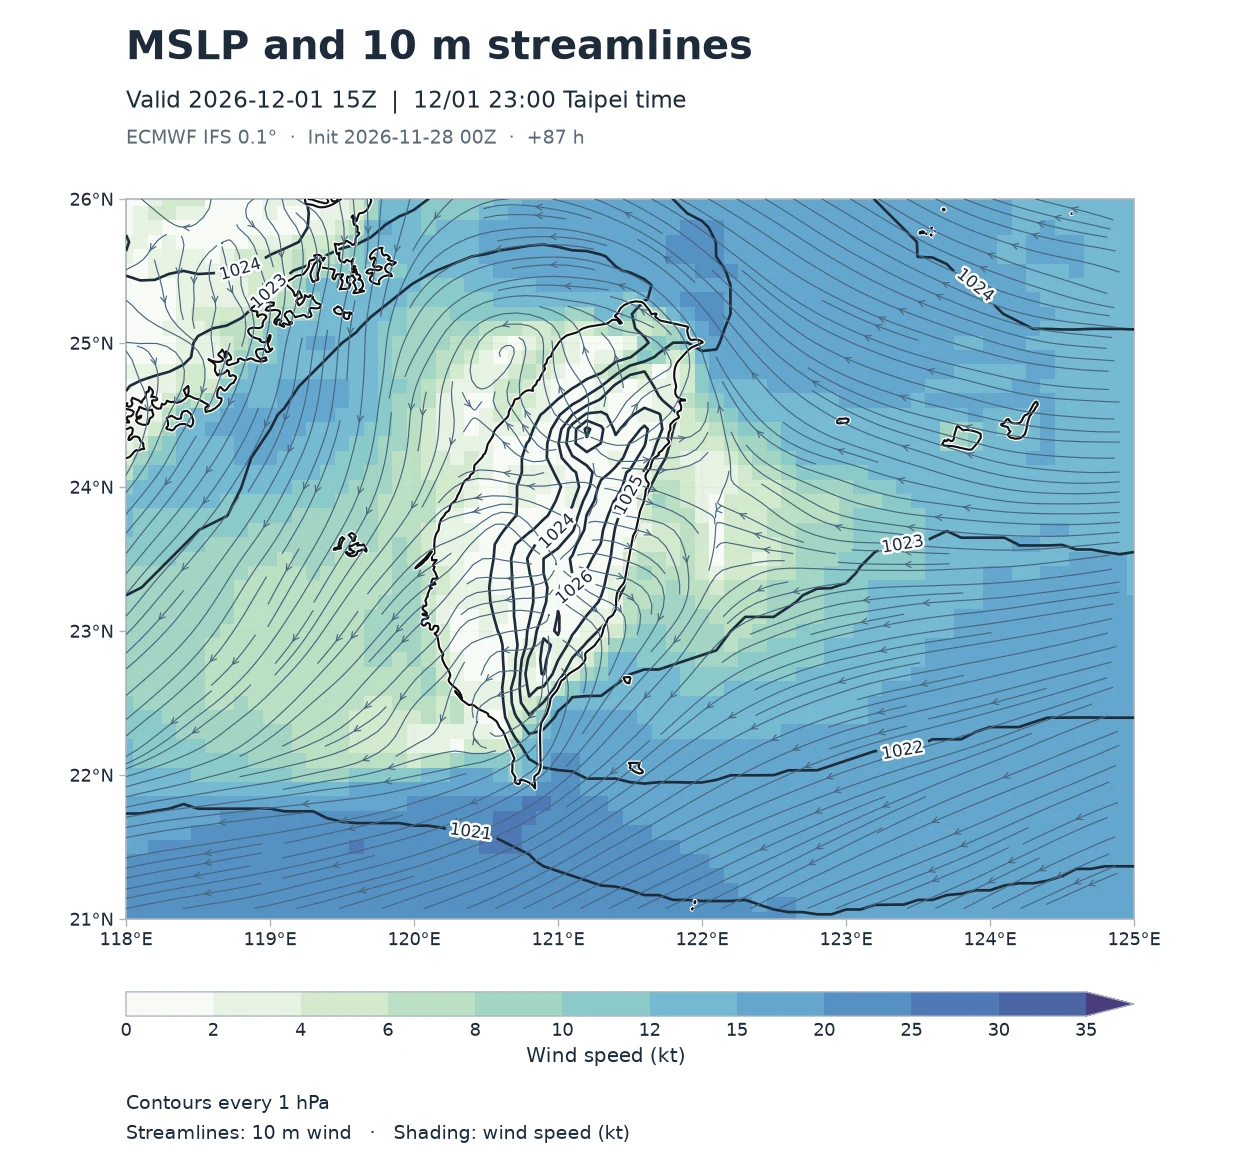 MSLP and 10 m streamlines
Valid 2026-12-01 15Z | 12/01 23:00 Taipei time
ECMWF IFS 0.1° · Init 2026-11-28 00Z · +87 h
26°N
1024
1023
1024
25°N
24°N
1025
1024
1023
1026
23°N
1022
22°N
1021
21°N
118°E 119°E 120°E 121°E 122°E 123°E 124°E 125°E
0 2 4 6 8 10 12 15 20 25 30 35
Wind speed (kt)
Contours every 1 hPa
Streamlines: 10 m wind · Shading: wind speed (kt)